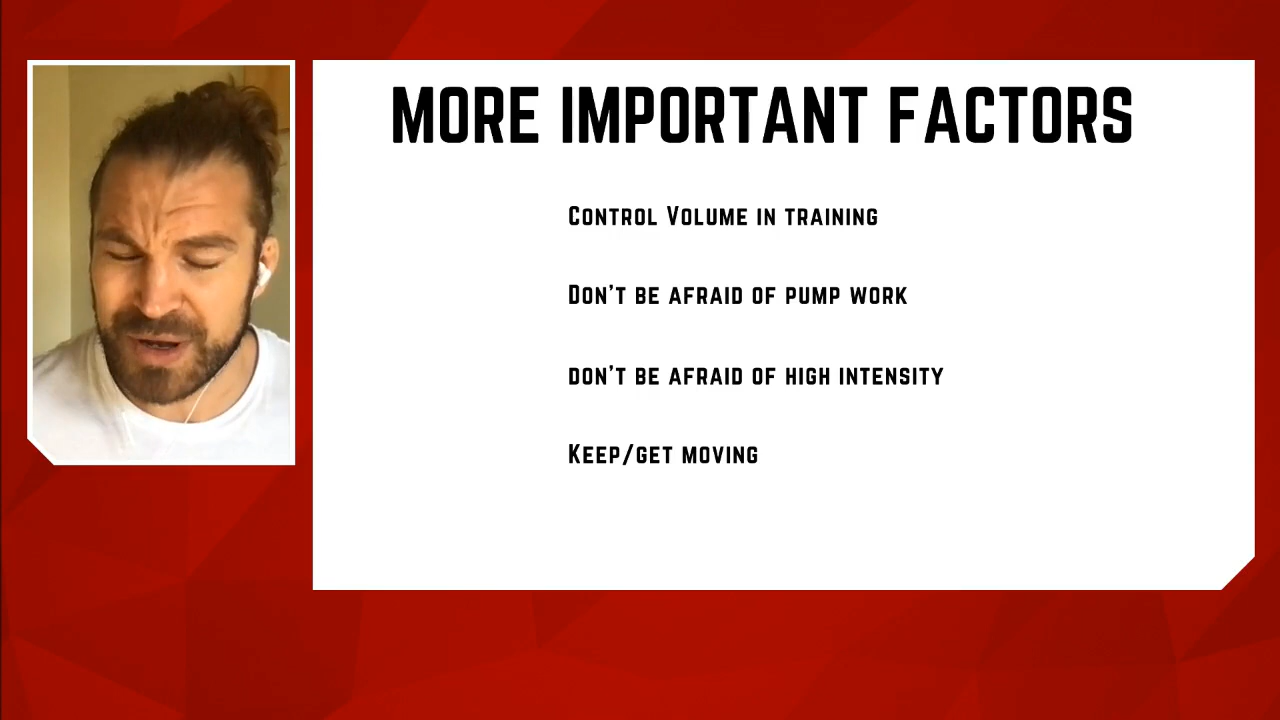 MORE IMPORTANT FACTORS
CONTROL VOLUME IN TRAINING
DON'T BE AFRAID OF PUMP WORK
DON'T BE AFRAID OF HIGH INTENSITY
KEEP/GET MOVING